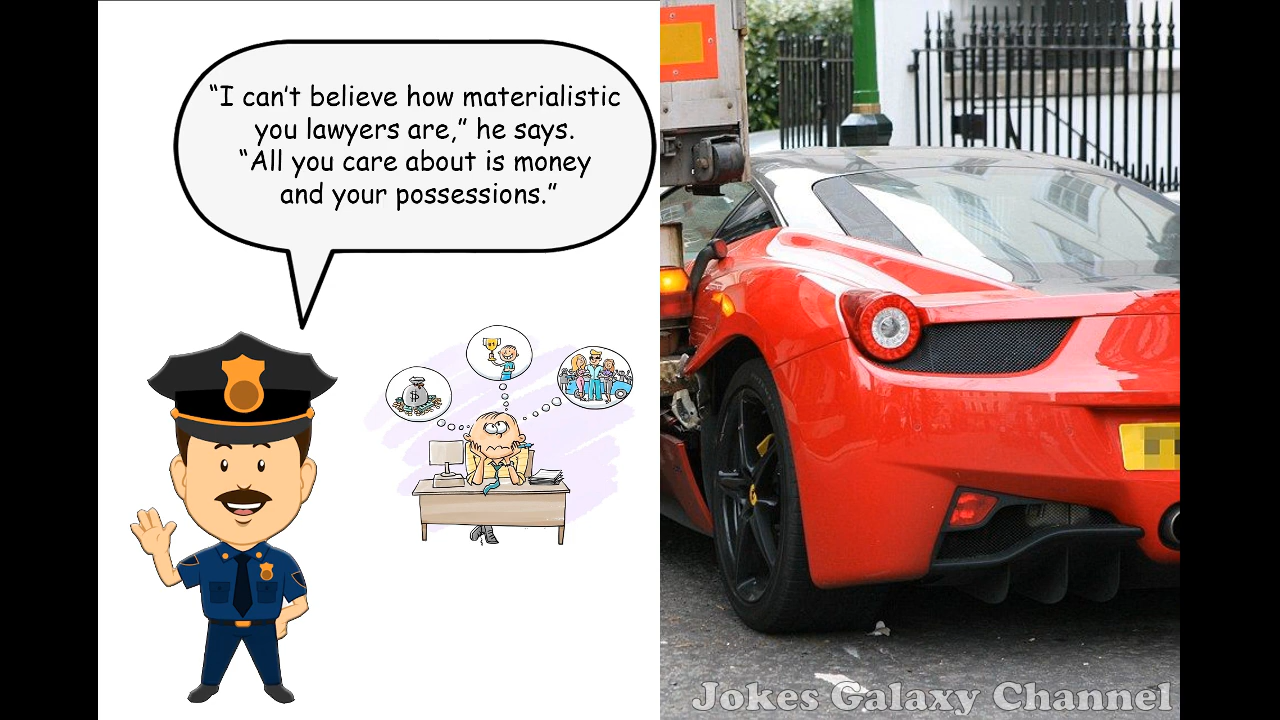 “I can’t believe how materialistic
you lawyers are,” he says.
“All you care about is money
and your possessions.”
$
Jokes Galaxy Channel